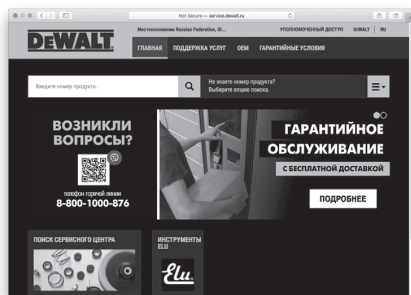 Not Secure — service.dewalt.ru
Местоположение Russian Federation, St...
УПОЛНОМОЧЕННЫЙ ДОСТУП DeWALT RU
DEWALT
ГЛАВНАЯ ПОДДЕРЖКА УСЛУГ OEM ГАРАНТИЙНЫЕ УСЛОВИЯ
Введите номер продукта.
Не знаете номер продукта?
Выберите опцию поиска.
ВОЗНИКЛИ
ВОПРОСЫ?
телефон горячей линии
8-800-1000-876
ГАРАНТИЙНОЕ
ОБСЛУЖИВАНИЕ
С БЕСПЛАТНОЙ ДОСТАВКОЙ
ПОДРОБНЕЕ
ПОИСК СЕРВИСНОГО ЦЕНТРА
ИНСТРУМЕНТЫ
ELU
Elu